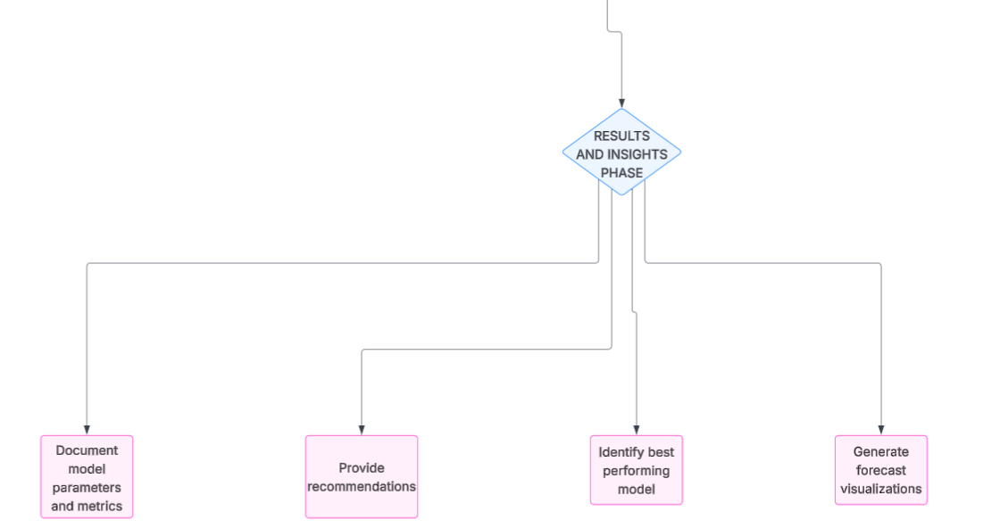 RESULTS
AND INSIGHTS
PHASE
Document
model
parameters
and metrics
Provide
recommendations
Identify best
performing
model
Generate
forecast
visualizations